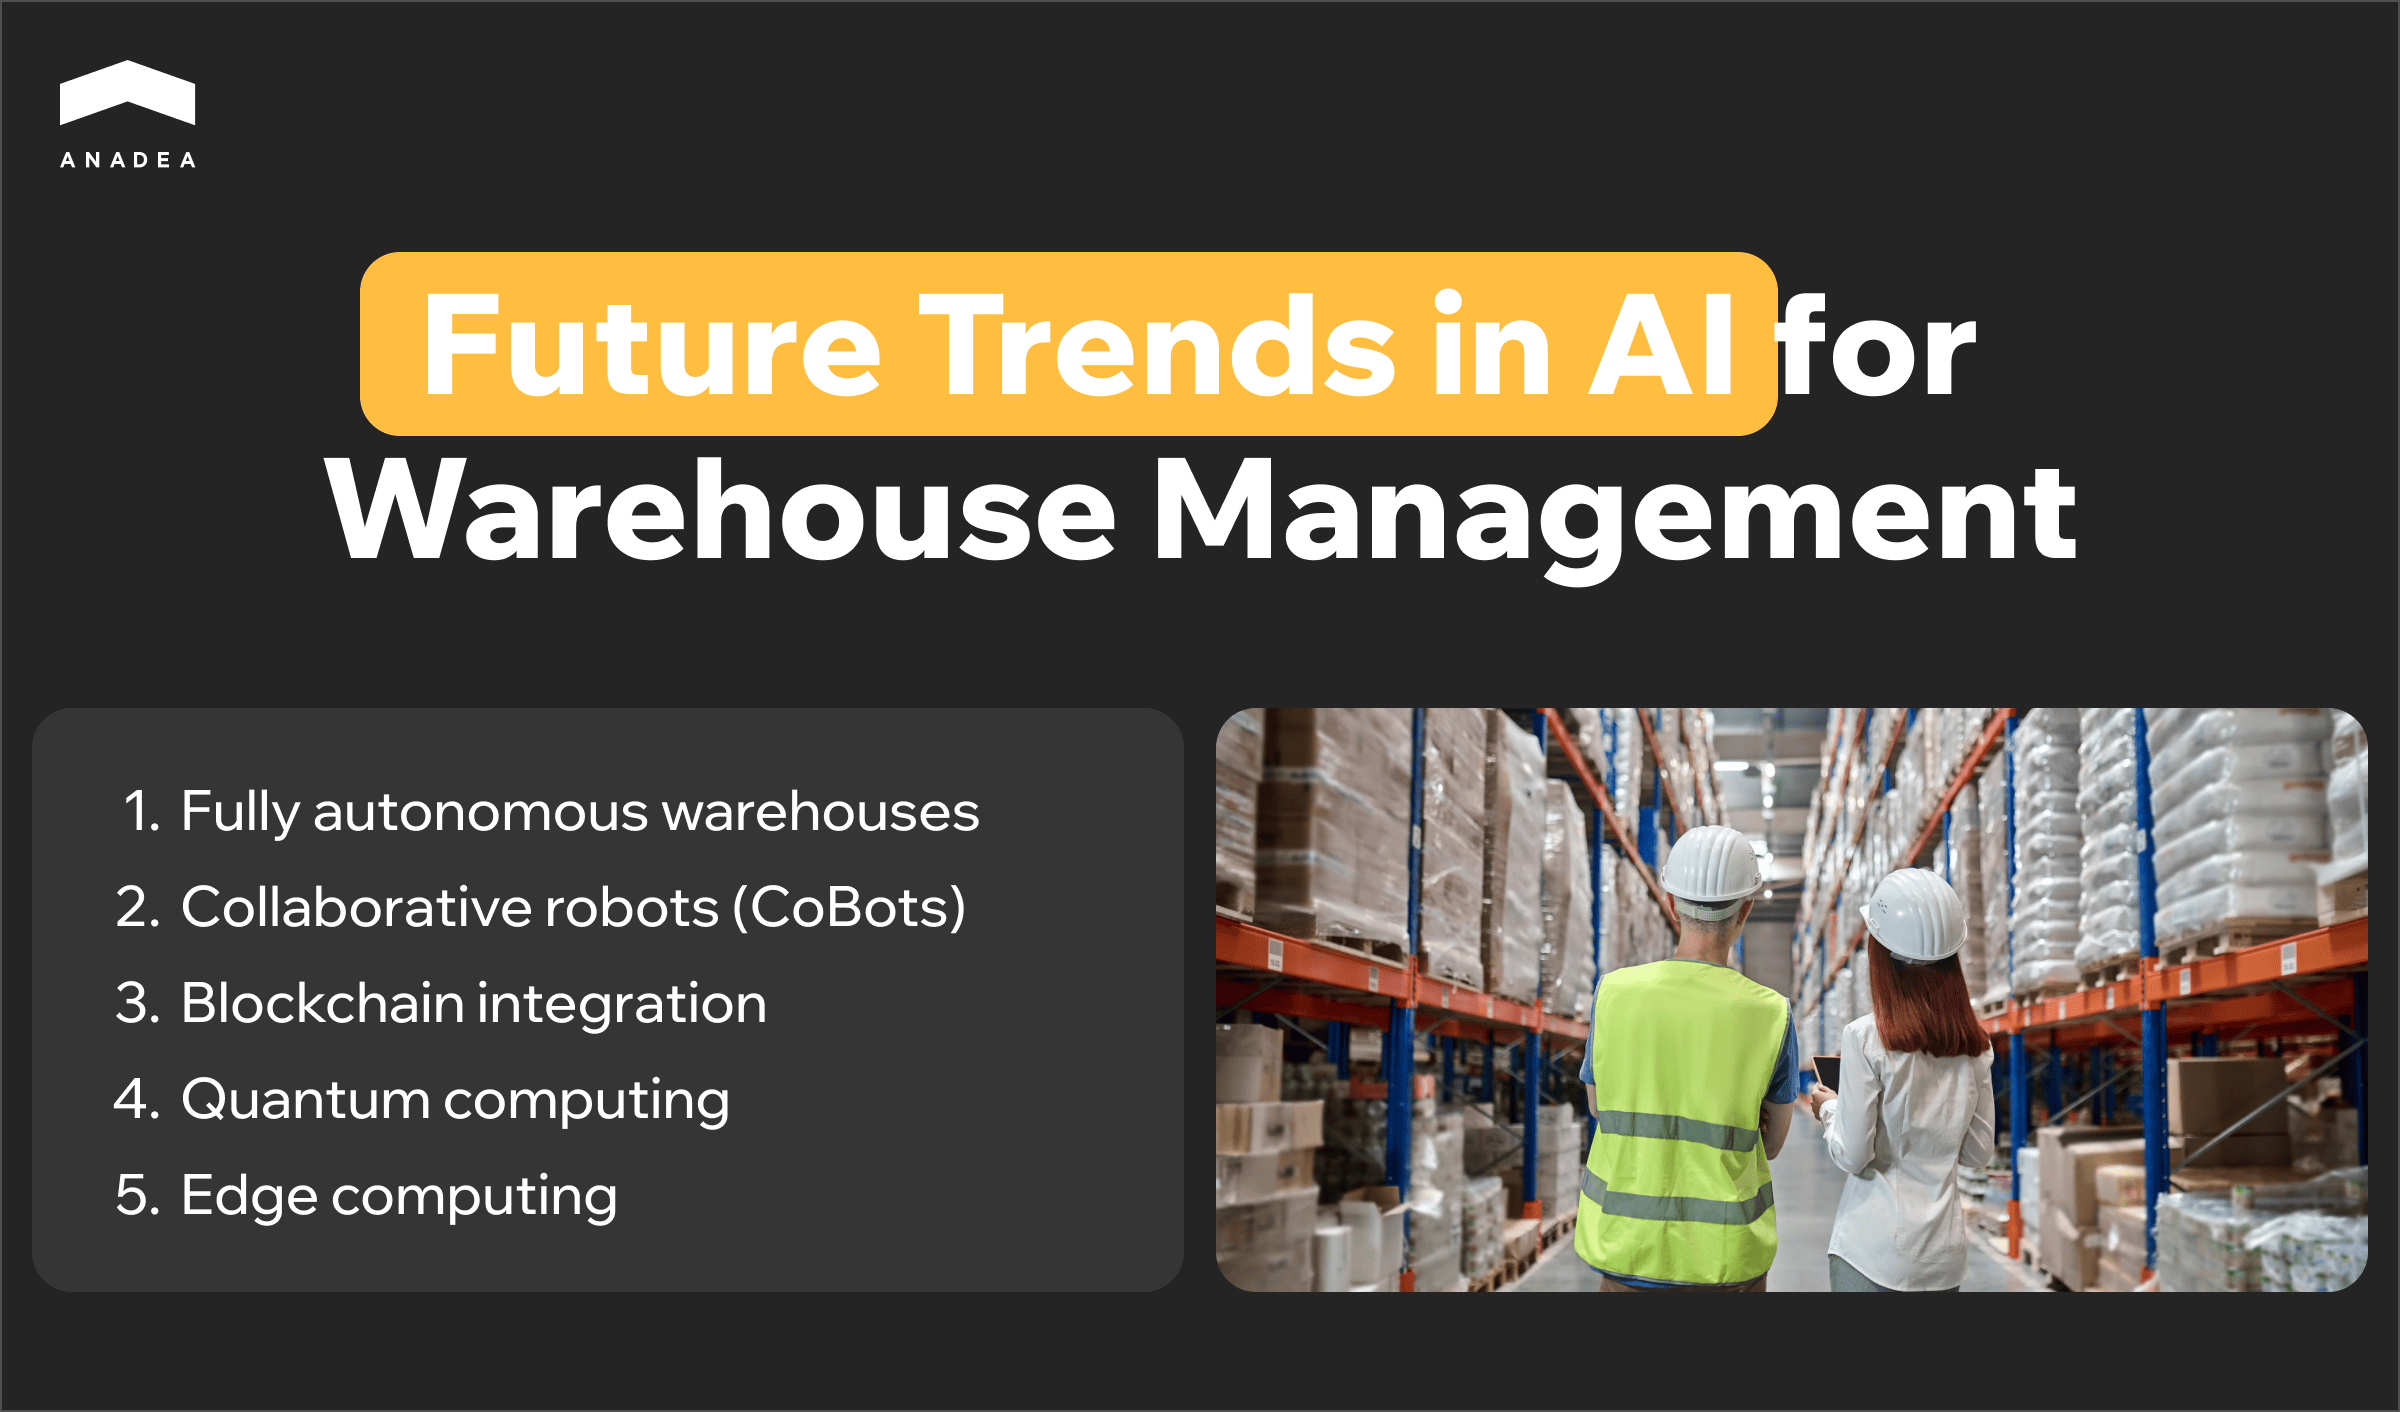 ANADEA
Future Trends in AI for
Warehouse Management
1. Fully autonomous warehouses
2. Collaborative robots (CoBots)
3. Blockchain integration
4. Quantum computing
5. Edge computing